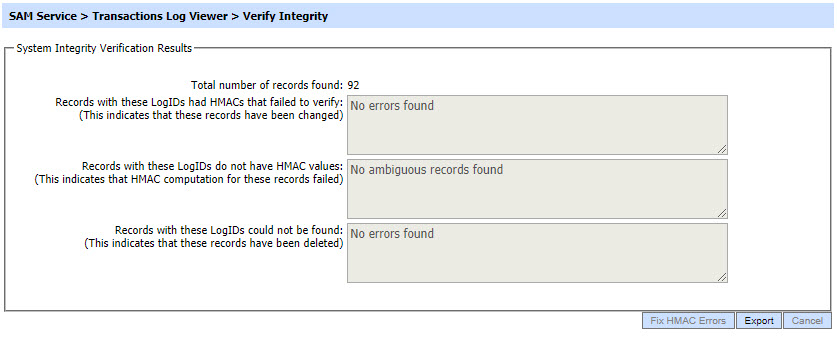 SAM Service > Transactions Log Viewer > Verify Integrity
System Integrity Verification Results
Total number of records found: 92
Records with these LogIDs had HMACs that failed to verify:
(This indicates that these records have been changed)
No errors found
Records with these LogIDs do not have HMAC values:
(This indicates that HMAC computation for these records failed)
No ambiguous records found
Records with these LogIDs could not be found:
(This indicates that these records have been deleted)
No errors found
Fix HMAC Errors Export Cancel